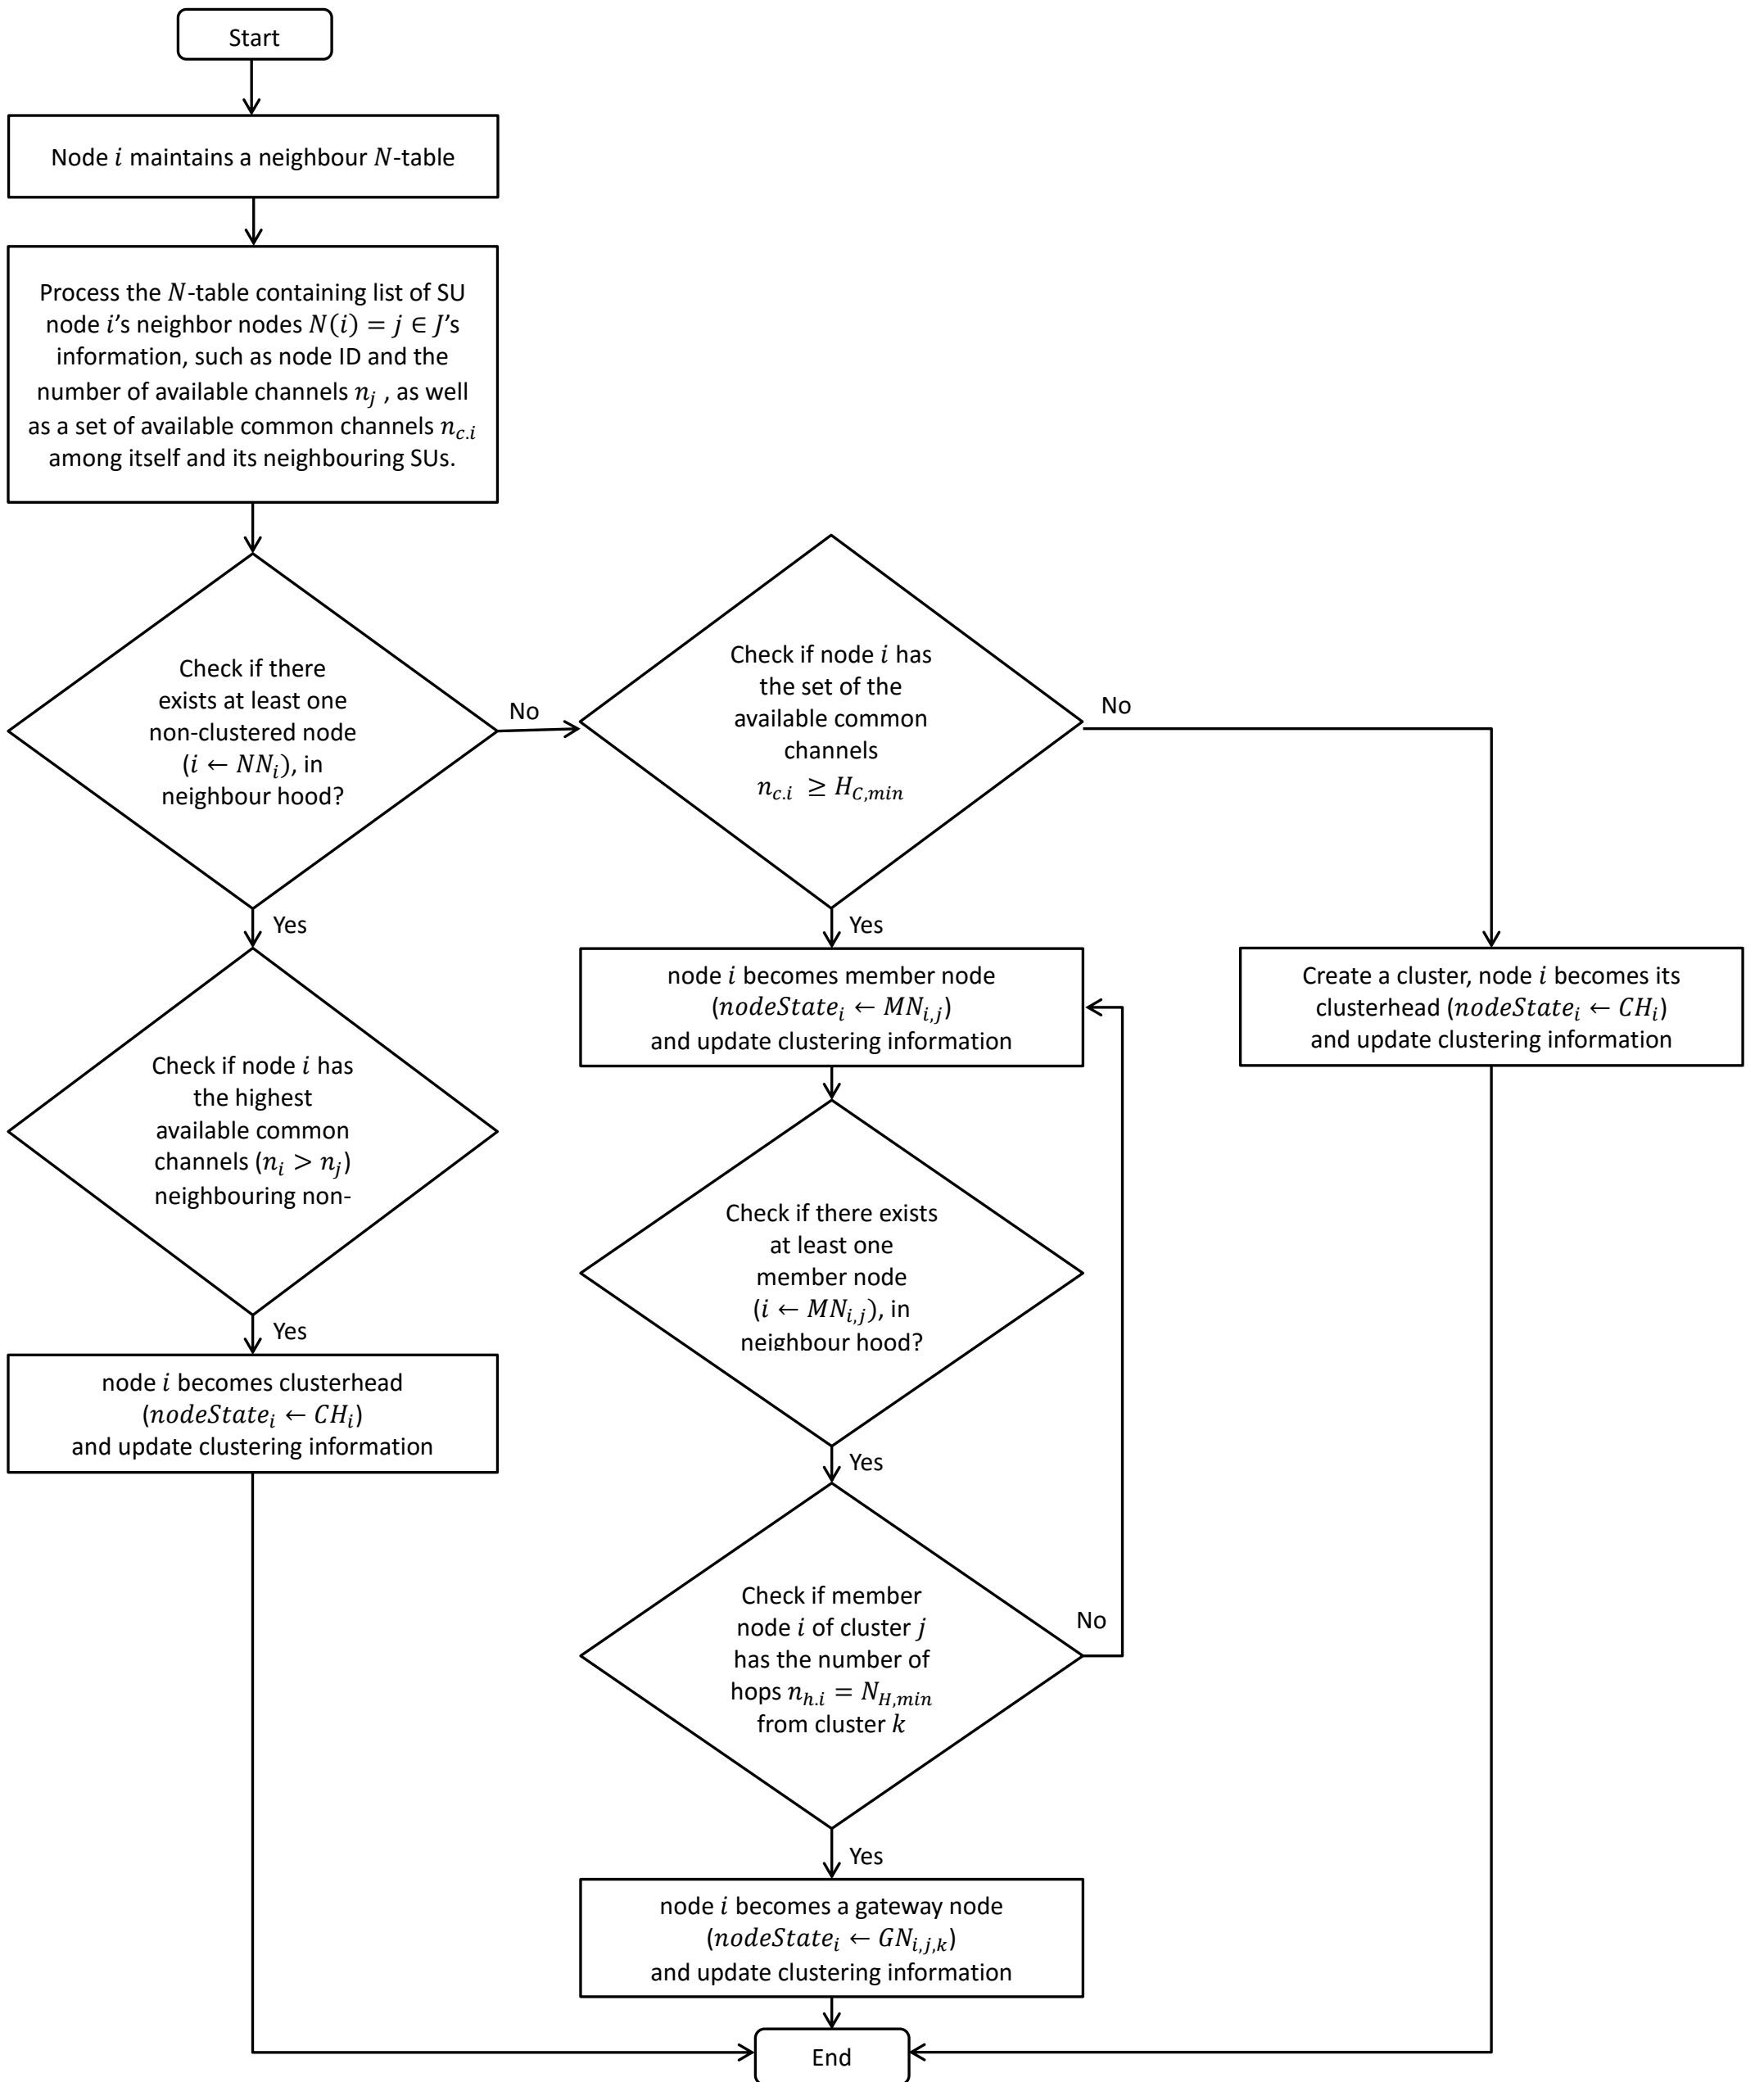 Start
Node i maintains a neighbour N-table
Process the N-table containing list of SU
node i's neighbor nodes N(i) = j ∈ J's
information, such as node ID and the
number of available channels n_j , as well
as a set of available common channels n_{c.i}
among itself and its neighbouring SUs.
Check if there
exists at least one
non-clustered node
(i ← NN_i), in
neighbour hood?
No
Yes
Check if node i has
the set of the
available common
channels
n_{c.i} ≥ H_{C,min}
No
Yes
Check if node i has
the highest
available common
channels (n_i > n_j)
neighbouring non-
Yes
node i becomes clusterhead
(nodeState_i ← CH_i)
and update clustering information
node i becomes member node
(nodeState_i ← MN_{i,j})
and update clustering information
Create a cluster, node i becomes its
clusterhead (nodeState_i ← CH_i)
and update clustering information
Check if there exists
at least one
member node
(i ← MN_{i,j}), in
neighbour hood?
Yes
Check if member
node i of cluster j
has the number of
hops n_{h.i} = N_{H,min}
from cluster k
No
Yes
node i becomes a gateway node
(nodeState_i ← GN_{i,j,k})
and update clustering information
End